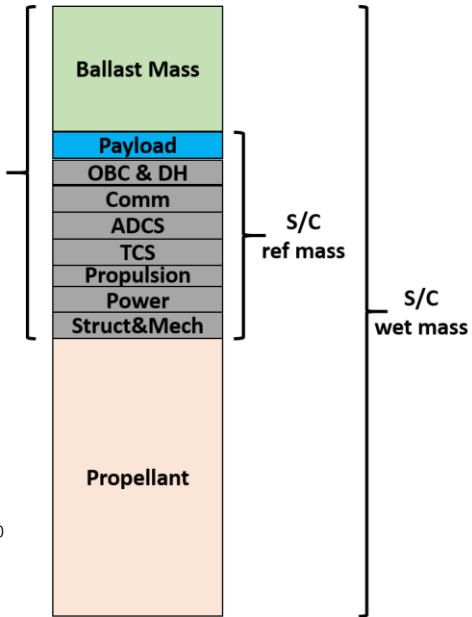 Ballast Mass
Payload
OBC & DH
Comm
ADCS
TCS
Propulsion
Power
Struct&Mech
S/C
ref mass
S/C
wet mass
Propellant